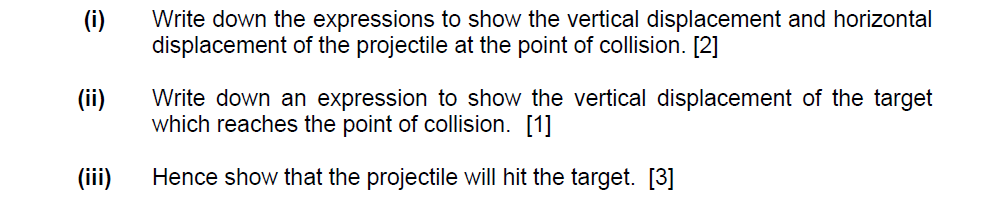 (i) Write down the expressions to show the vertical displacement and horizontal
displacement of the projectile at the point of collision. [2]
(ii) Write down an expression to show the vertical displacement of the target
which reaches the point of collision. [1]
(iii) Hence show that the projectile will hit the target. [3]